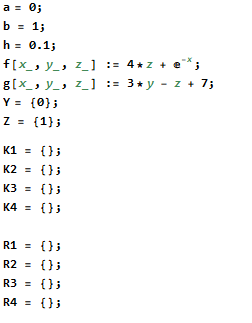 a = 0;
b = 1;
h = 0.1;
f[x_, y_, z_] := 4 * z + e^-x;
g[x_, y_, z_] := 3 * y - z + 7;
Y = {0};
Z = {1};
K1 = {};
K2 = {};
K3 = {};
K4 = {};
R1 = {};
R2 = {};
R3 = {};
R4 = {};